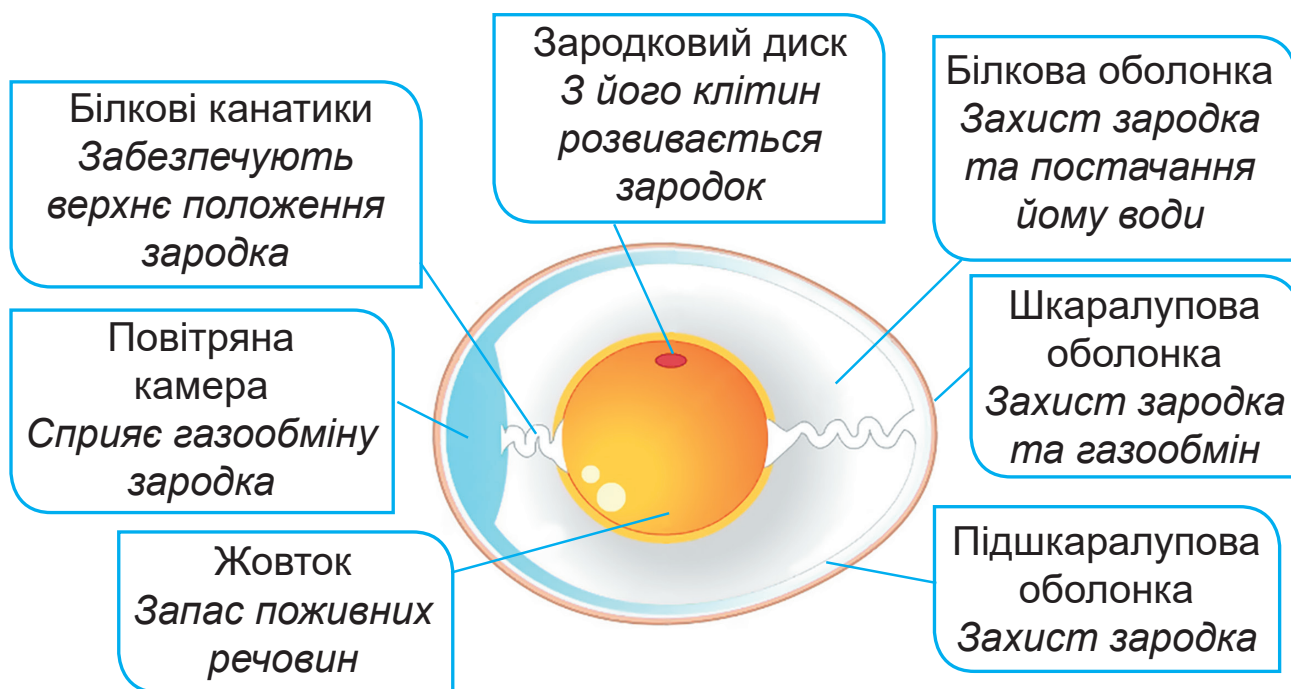 Білкові канатики
Забезпечують
верхнє положення
зародка
Зародковий диск
З його клітин
розвивається
зародок
Білкова оболонка
Захист зародка
та постачання
йому води
Повітряна
камера
Сприяє газообміну
зародка
Шкаралупова
оболонка
Захист зародка
та газообмін
Жовток
Запас поживних
речовин
Підшкаралупова
оболонка
Захист зародка